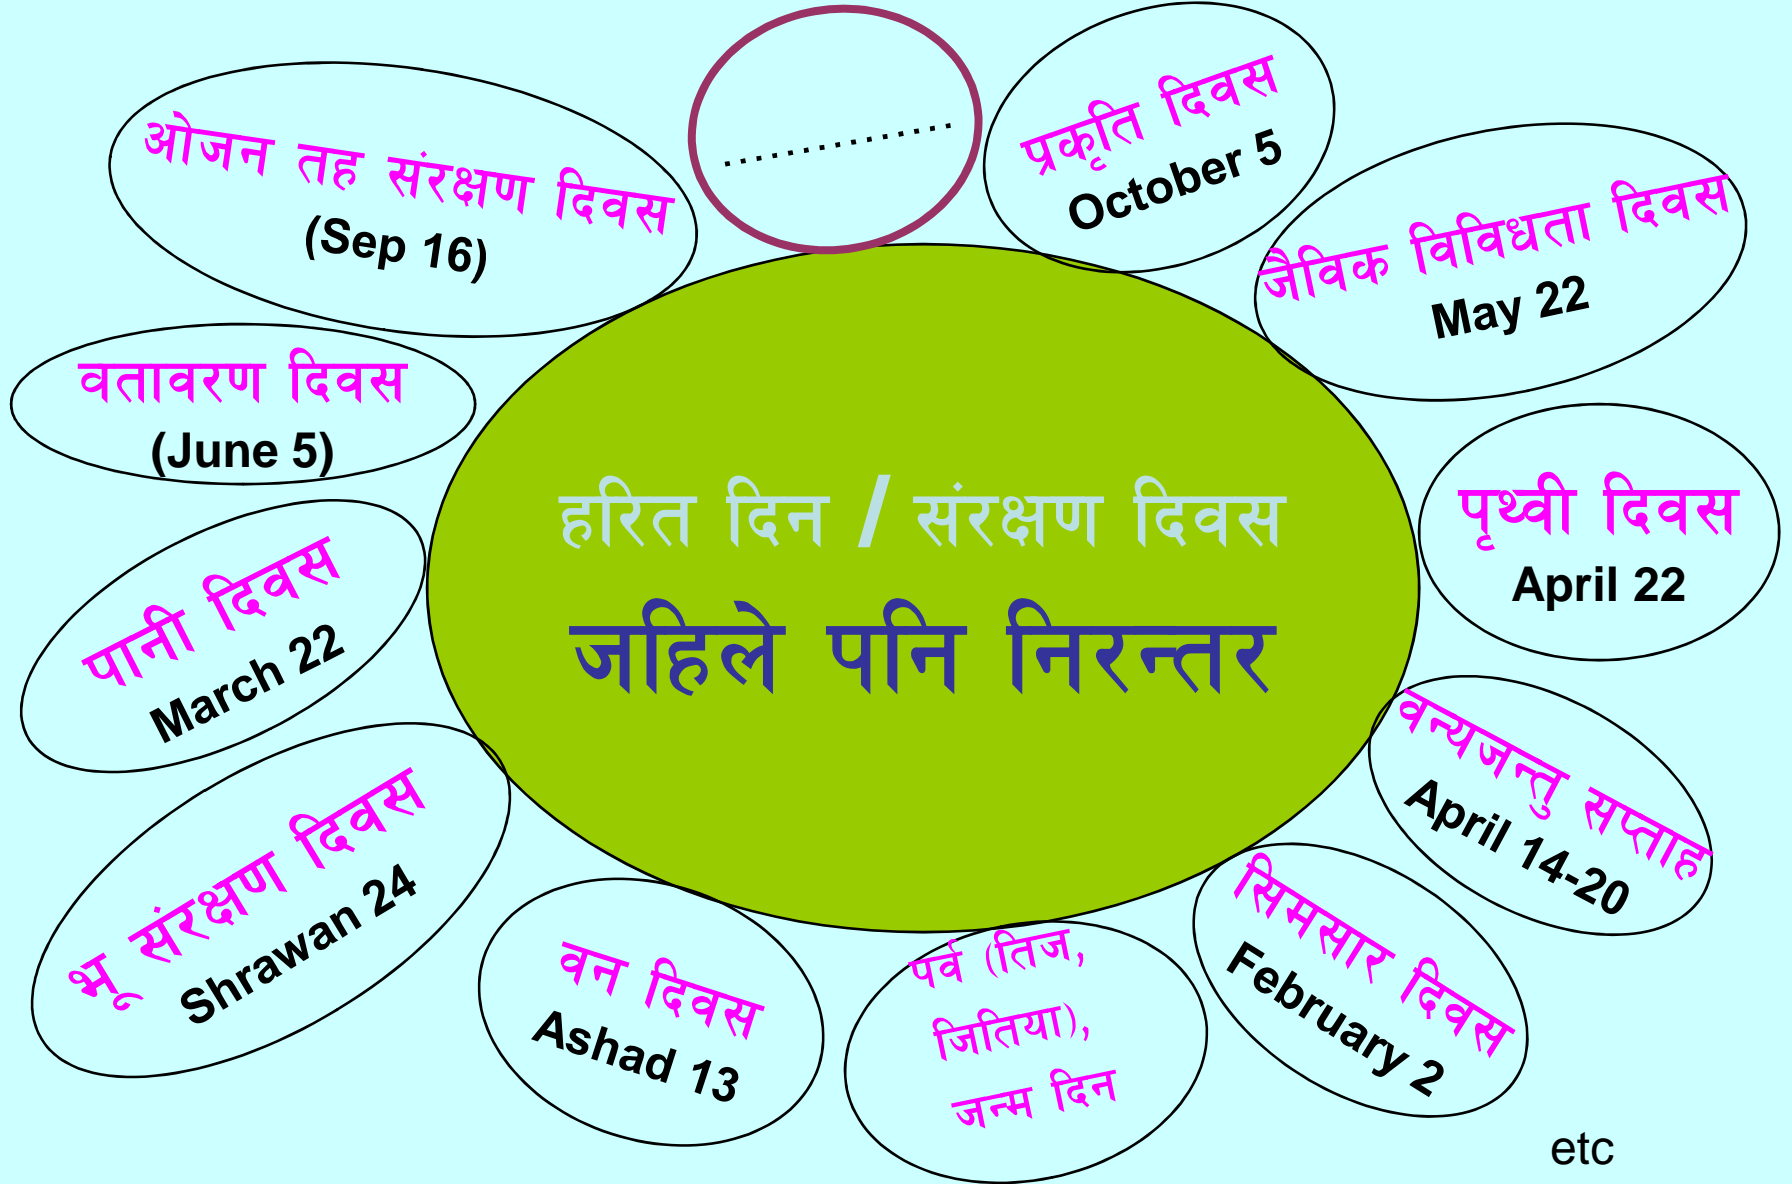 हरित दिन / संरक्षण दिवस
जहिले पनि निरन्तर
....................
प्रकृति दिवस
October 5
जैविक विविधता दिवस
May 22
पृथ्वी दिवस
April 22
वन्यजन्तु सप्ताह
April 14-20
सिमसार दिवस
February 2
पर्व (तिज,
जितिया),
जन्म दिन
वन दिवस
Ashad 13
भू संरक्षण दिवस
Shrawan 24
पानी दिवस
March 22
वतावरण दिवस
(June 5)
ओजन तह संरक्षण दिवस
(Sep 16)
etc